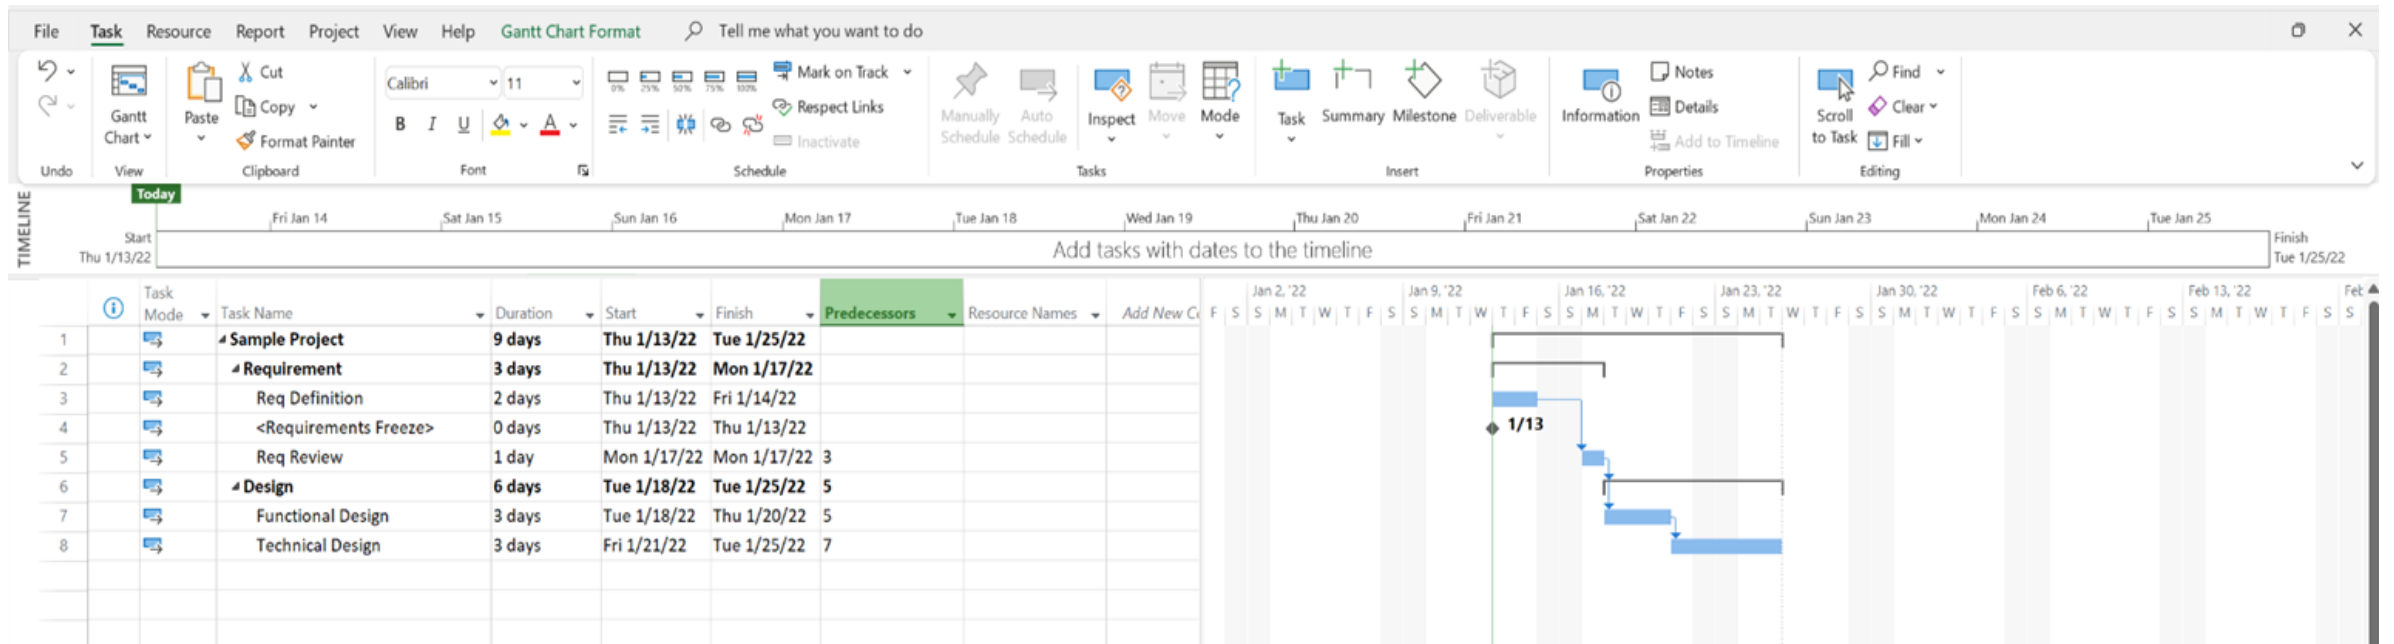 File Task Resource Report Project View Help Gantt Chart Format Tell me what you want to do
Undo
Gantt Chart
View
Paste
Cut
Copy
Format Painter
Clipboard
Calibri 11
B I U A
Font
0% 25% 50% 75% 100%
Mark on Track
Respect Links
Inactivate
Schedule
Manually Schedule
Auto Schedule
Inspect
Move
Mode
Tasks
Task
Summary
Milestone
Deliverable
Insert
Information
Notes
Details
Add to Timeline
Properties
Scroll to Task
Find
Clear
Fill
Editing
TIMELINE
Today
Fri Jan 14 Sat Jan 15 Sun Jan 16 Mon Jan 17 Tue Jan 18 Wed Jan 19 Thu Jan 20 Fri Jan 21 Sat Jan 22 Sun Jan 23 Mon Jan 24 Tue Jan 25
Start
Thu 1/13/22
Add tasks with dates to the timeline
Finish
Tue 1/25/22
Task Mode Task Name Duration Start Finish Predecessors Resource Names Add New C
Jan 2, '22 Jan 9, '22 Jan 16, '22 Jan 23, '22 Jan 30, '22 Feb 6, '22 Feb 13, '22 Feb
F S S M T W T F S S M T W T F S S M T W T F S S M T W T F S S M T W T F S S M T W T F S S M T W T F S S
1 Sample Project 9 days Thu 1/13/22 Tue 1/25/22
2 Requirement 3 days Thu 1/13/22 Mon 1/17/22
3 Req Definition 2 days Thu 1/13/22 Fri 1/14/22
4 <Requirements Freeze> 0 days Thu 1/13/22 Thu 1/13/22 1/13
5 Req Review 1 day Mon 1/17/22 Mon 1/17/22 3
6 Design 6 days Tue 1/18/22 Tue 1/25/22 5
7 Functional Design 3 days Tue 1/18/22 Thu 1/20/22 5
8 Technical Design 3 days Fri 1/21/22 Tue 1/25/22 7